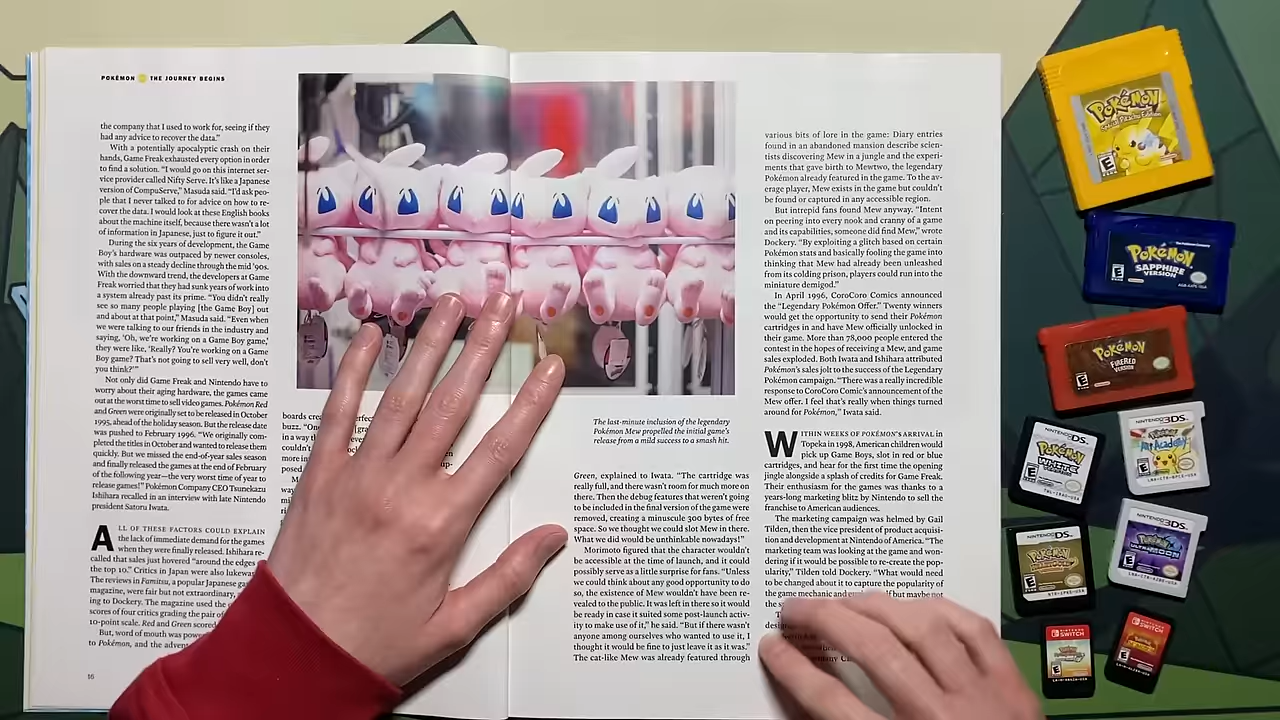 POKÉMON THE JOURNEY BEGINS
the company that I used to work for, seeing if they
had any advice to recover the data.”
With a potentially apocalyptic crash on their
hands, Game Freak exhausted every option in order
to find a solution. “I would go on this internet ser-
vice provider called Nifty Serve. It’s like a Japanese
version of CompuServe,” Masuda said. “I’d ask peo-
ple that I never talked to for advice on how to re-
cover the data. I would look at these English books
about the machine itself, because there wasn’t a lot
of information in Japanese, just to figure it out.”
During the six years of development, the Game
Boy’s hardware was outpaced by newer consoles,
with sales on a steady decline through the mid ’90s.
With the downward trend, the developers at Game
Freak worried that they had sunk years of work into
a system already past its prime. “You didn’t really
see so many people playing [the Game Boy] out
and about at that point,” Masuda said. “Even when
we were talking to our friends in the industry and
saying, ‘Oh, we’re working on a Game Boy game,’
they were like, ‘Really? You’re working on a Game
Boy game? That’s not going to sell very well, don’t
you think?’”
Not only did Game Freak and Nintendo have to
worry about their aging hardware, the games came
out at the worst time to sell video games. Pokémon Red
and Green were originally set to be released in October
1995, ahead of the holiday season. But the release date
was pushed to February 1996. “We originally com-
pleted the titles in October and wanted to release them
quickly. But we missed the end-of-year sales season
and finally released the games at the end of February
of the following year—the very worst time of year to
release games!” Pokémon Company CEO Tsunekazu
Ishihara recalled in an interview with late Nintendo
president Satoru Iwata.
ALL OF THESE FACTORS COULD EXPLAIN
the lack of immediate demand for the games
when they were finally released. Ishihara re-
called that sales just hovered “around the edges
the top 10.” Critics in Japan were also lukewa
The reviews in Famitsu, a popular Japanese ga
magazine, were fair but not extraordinary,
ing to Dockery. The magazine used the
scores of four critics grading the pair of
10-point scale. Red and Green scored
But, word of mouth was powe
to Pokémon, and the adven
16
boards crea
buzz. “On
in a way
couldn’t
more in
posed
M
way
The last-minute inclusion of the legendary
Pokémon Mew propelled the initial game’s
release from a mild success to a smash hit.
Green, explained to Iwata. “The cartridge was
really full, and there wasn’t room for much more on
there. Then the debug features that weren’t going
to be included in the final version of the game were
removed, creating a minuscule 300 bytes of free
space. So we thought we could slot Mew in there.
What we did would be unthinkable nowadays!”
Morimoto figured that the character wouldn’t
be accessible at the time of launch, and it could
possibly serve as a little surprise for fans. “Unless
we could think about any good opportunity to do
so, the existence of Mew wouldn’t have been re-
vealed to the public. It was left in there so it would
be ready in case it suited some post-launch activ-
ity to make use of it,” he said. “But if there wasn’t
anyone among ourselves who wanted to use it, I
thought it would be fine to just leave it as it was.”
The cat-like Mew was already featured through
various bits of lore in the game: Diary entries
found in an abandoned mansion describe scien-
tists discovering Mew in a jungle and the experi-
ments that gave birth to Mewtwo, the legendary
Pokémon already featured in the game. To the av-
erage player, Mew exists in the game but couldn’t
be found or captured in any accessible region.
But intrepid fans found Mew anyway. “Intent
on peering into every nook and cranny of a game
and its capabilities, someone did find Mew,” wrote
Dockery. “By exploiting a glitch based on certain
Pokémon stats and basically fooling the game into
thinking that Mew had already been unleashed
from its coding prison, players could run into the
miniature demigod.”
In April 1996, CoroCoro Comics announced
the “Legendary Pokémon Offer.” Twenty winners
would get the opportunity to send their Pokémon
cartridges in and have Mew officially unlocked in
their game. More than 78,000 people entered the
contest in the hopes of receiving a Mew, and game
sales exploded. Both Iwata and Ishihara attributed
Pokémon’s sales jolt to the success of the Legendary
Pokémon campaign. “There was a really incredible
response to CoroCoro Comic’s announcement of the
Mew offer. I feel that’s really when things turned
around for Pokémon,” Iwata said.
WITHIN WEEKS OF POKÉMON’S ARRIVAL in
Topeka in 1998, American children would
pick up Game Boys, slot in red or blue
cartridges, and hear for the first time the opening
jingle alongside a splash of credits for Game Freak.
Their enthusiasm for the games was thanks to a
years-long marketing blitz by Nintendo to sell the
franchise to American audiences.
The marketing campaign was helmed by Gail
Tilden, then the vice president of product acquisi-
tion and development at Nintendo of America. “The
marketing team was looking at the game and won-
dering if it would be possible to re-create the pop-
ularity,” Tilden told Dockery. “What would need
to be changed about it to capture the popularity of
the game mechanic and itself but maybe not
the
POKÉMON
Special Pikachu Edition
E
POKÉMON
SAPPHIRE
VERSION
E
POKÉMON
FIRERED
VERSION
E
NINTENDO DS
POKÉMON
WHITE
E
NINTENDO 3DS
POKÉMON
ART ACADEMY
E
NINTENDO DS
POKÉMON
E
NINTENDO 3DS
POKÉMON
ULTRA MOON
E
NINTENDO
SWITCH
E
NINTENDO
SWITCH
E